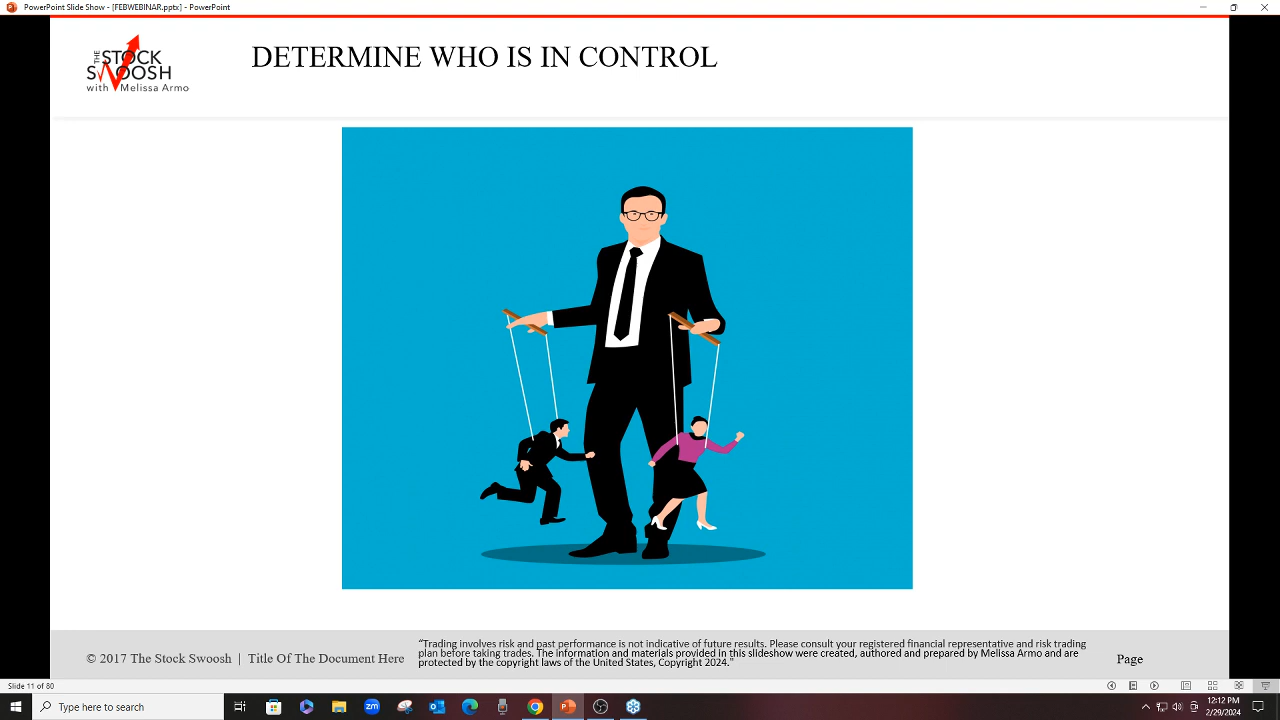 PowerPoint Slide Show - [FEBWEBINAR.pptx] - PowerPoint
THE STOCK
SWOOSH
with Melissa Armo
DETERMINE WHO IS IN CONTROL
© 2017 The Stock Swoosh | Title Of The Document Here
“Trading involves risk and past performance is not indicative of future results. Please consult your registered financial representative and risk trading
plan before taking trades. The information and materials provided in this slideshow were created, authored and prepared by Melissa Armo and are
protected by the copyright laws of the United States, Copyright 2024."
Page
Slide 11 of 80
Type here to search
12:12 PM
2/29/2024